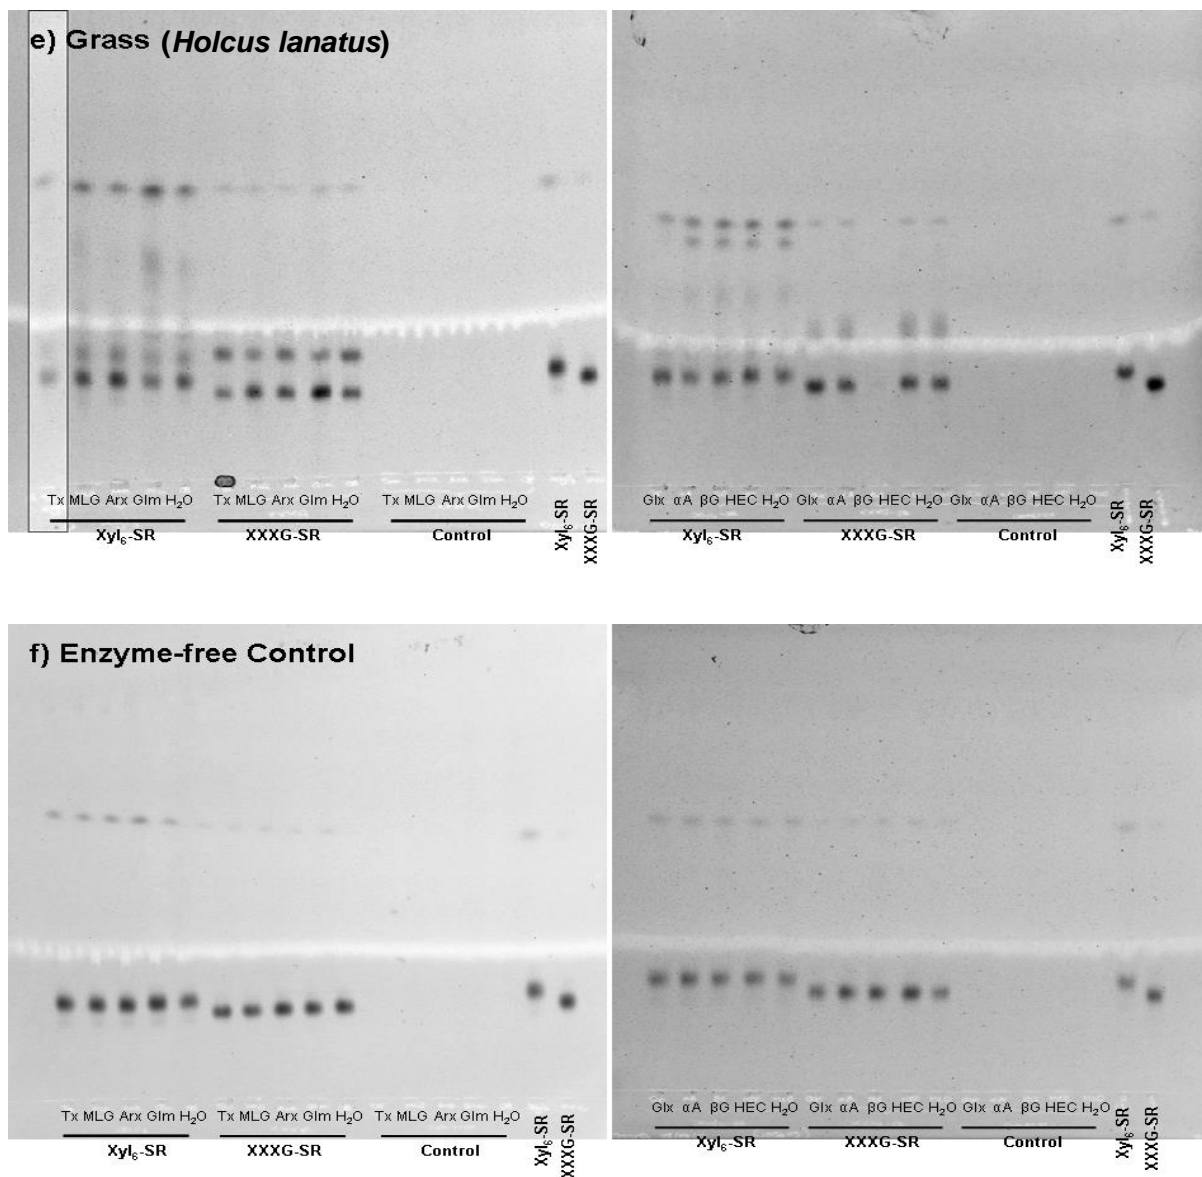 e) Grass (Holcus lanatus)
Tx MLG Arx Glm H₂O Tx MLG Arx Glm H₂O Tx MLG Arx Glm H₂O
Xyl₆-SR XXXG-SR Control Xyl₆-SR XXXG-SR
Glx αA βG HEC H₂O Glx αA βG HEC H₂O Glx αA βG HEC H₂O
Xyl₆-SR XXXG-SR Control Xyl₆-SR XXXG-SR
f) Enzyme-free Control
Tx MLG Arx Glm H₂O Tx MLG Arx Glm H₂O Tx MLG Arx Glm H₂O
Xyl₆-SR XXXG-SR Control Xyl₆-SR XXXG-SR
Glx αA βG HEC H₂O Glx αA βG HEC H₂O Glx αA βG HEC H₂O
Xyl₆-SR XXXG-SR Control Xyl₆-SR XXXG-SR